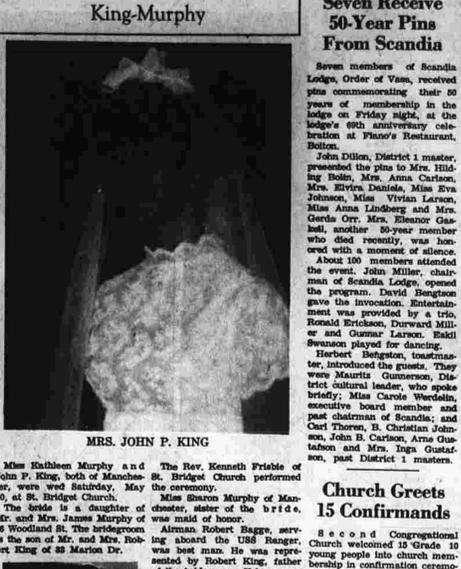 King-Murphy
MRS. JOHN P. KING
Miss Kathleen Murphy and
John P. King, both of Manches-
ter, were wed Saturday, May
0, at St. Bridget Church.
The bride is a daughter of
Mr. and Mrs. James Murphy of
Woodland St. The bridegroom
is the son of Mr. and Mrs. Rob-
ert King of 33 Marion Dr.
The Rev. Kenneth Frisbie of
St. Bridget Church performed
the ceremony.
Miss Sharon Murphy of Man-
chester, sister of the bride,
was maid of honor.
Airman Robert Bagge, serv-
ing aboard the USS Ranger,
was best man. He was repre-
sented by Robert King, father
Seven Receive
50-Year Pins
From Scandia
Seven members of Scandia
Lodge, Order of Vasa, received
pins commemorating their 50
years of membership in the
lodge on Friday night, at the
lodge's 69th anniversary cele-
bration at Fiano's Restaurant,
Bolton.
John Dillon, District 1 master,
presented the pins to Mrs. Hild-
ing Bolin, Mrs. Anna Carlson,
Mrs. Elvira Daniels, Miss Eva
Johnson, Miss Vivian Larson,
Miss Anna Lindberg and Mrs.
Gerda Orr. Mrs. Eleanor Gas-
kell, another 50-year member
who died recently, was hon-
ored with a moment of silence.
About 100 members attended
the event. John Miller, chair-
man of Scandia Lodge, opened
the program. David Bengtson
gave the invocation. Entertain-
ment was provided by a trio,
Ronald Erickson, Durward Mill-
er and Gunnar Larson. Eskil
Swanson played for dancing.
Herbert Bengston, toastmas-
ter, introduced the guests. They
were Mauritz Gunnerson, Dis-
trict cultural leader, who spoke
briefly; Miss Carole Werdelin,
executive board member and
past chairman of Scandia; and
Carl Thoren, B. Christian John-
son, John B. Carlson, Arne Gus-
tafson and Mrs. Inga Gustaf-
son, past District 1 masters.
Church Greets
15 Confirmands
Second Congregational
Church welcomed 15 Grade 10
young people into church mem-
bership in confirmation ceremo-